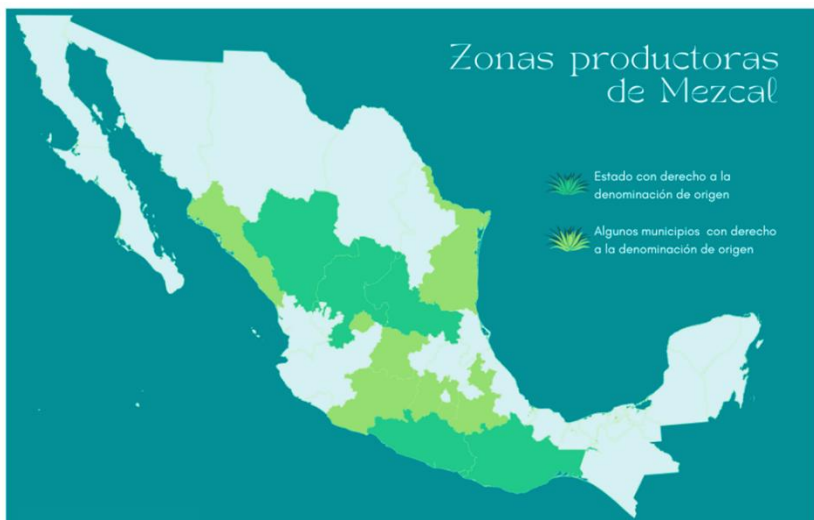 Zonas productoras
de Mezcal
Estado con derecho a la
denominación de origen
Algunos municipios con derecho
a la denominación de origen